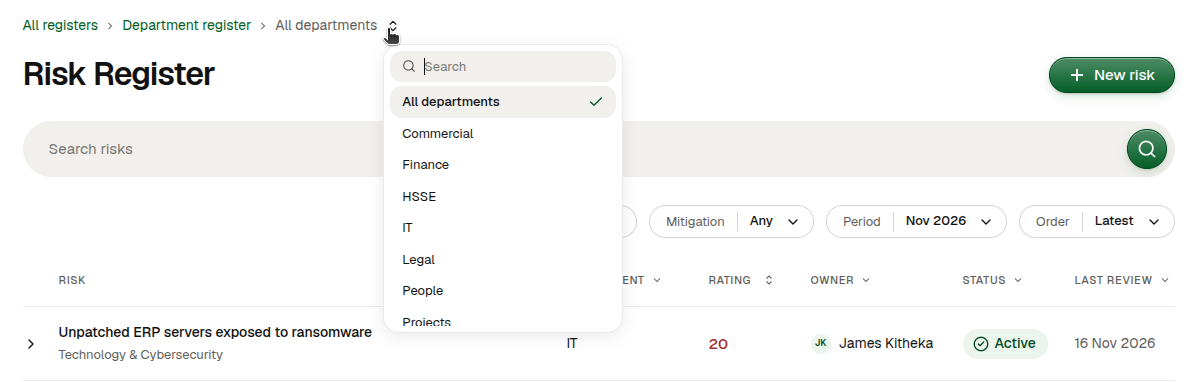 All registers > Department register > All departments
Search
Risk Register
New risk
All departments
Commercial
Search risks
Finance
HSSE
Mitigation Any
Period Nov 2026
Order Latest
IT
Legal
People
Projects
RISK
RATING
OWNER
STATUS
LAST REVIEW
Unpatched ERP servers exposed to ransomware
Technology & Cybersecurity
IT
20
JK James Kitheka
Active
16 Nov 2026